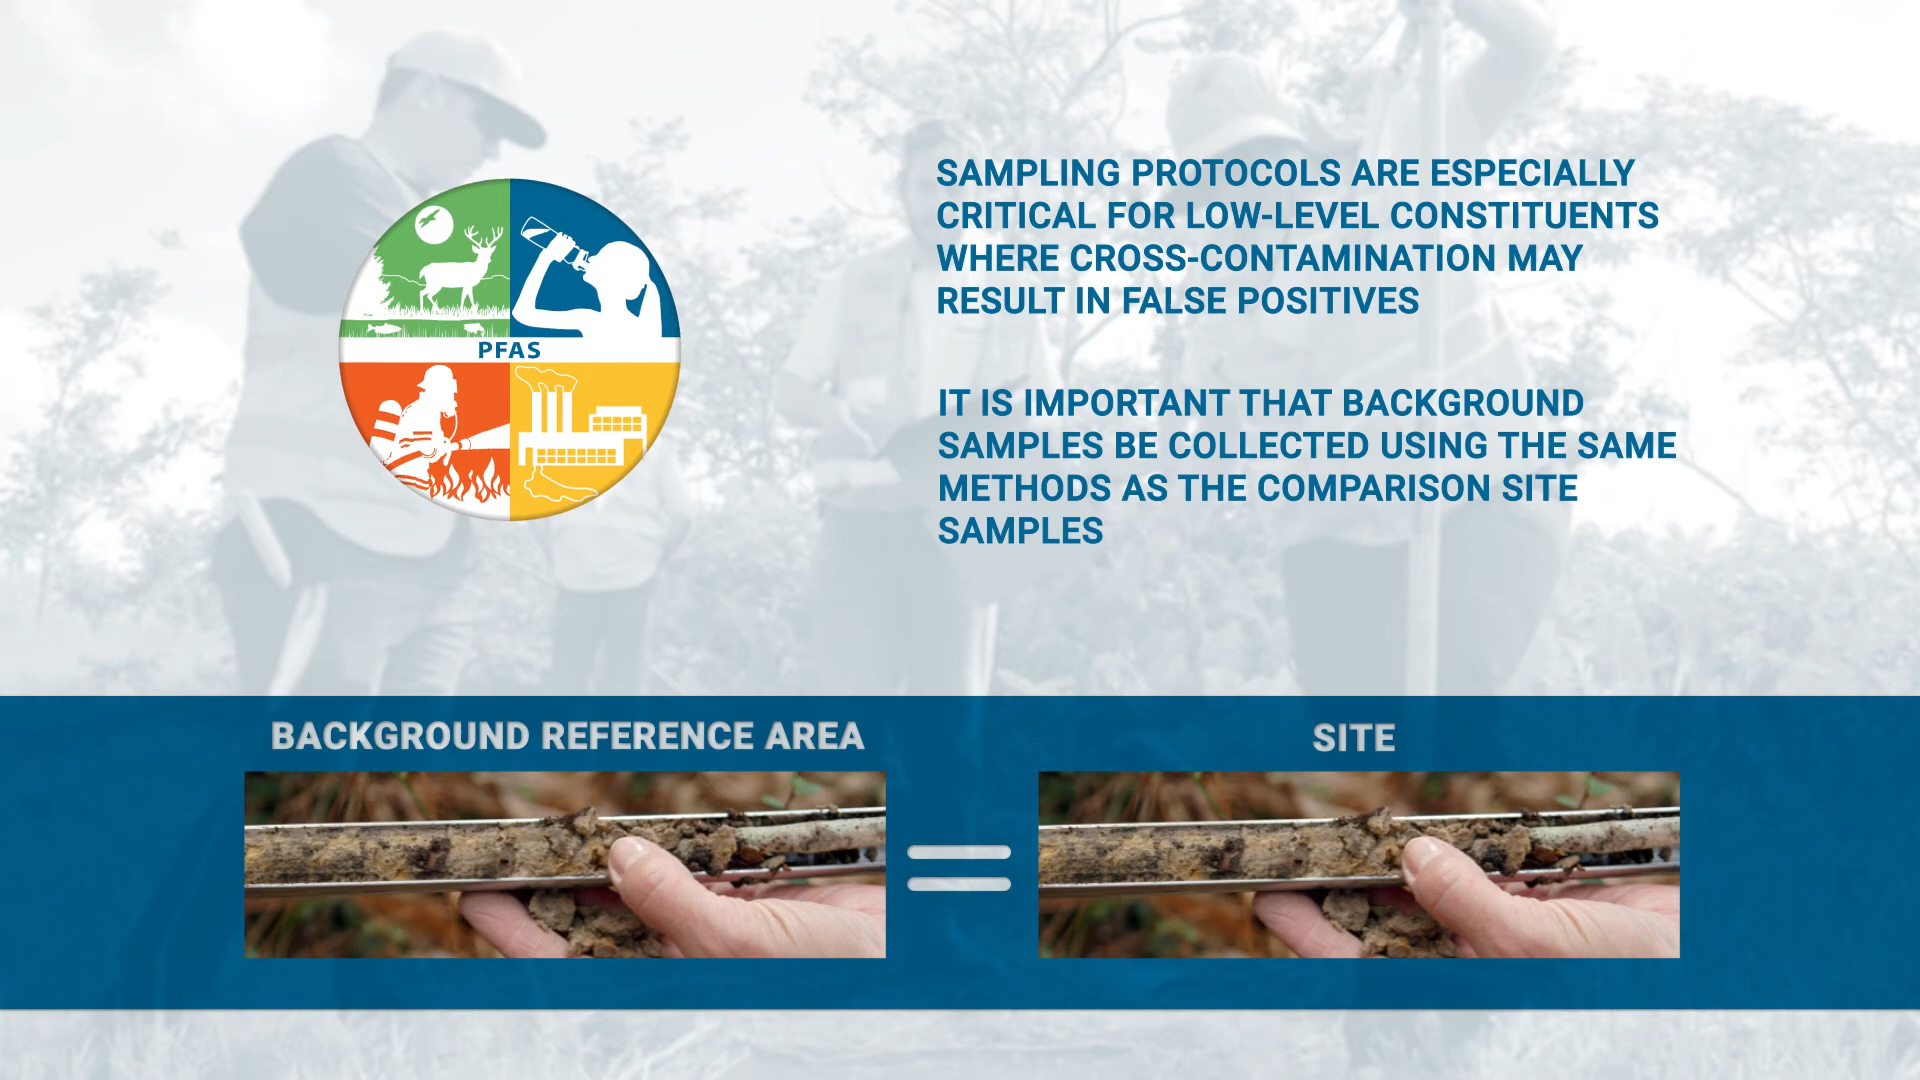 SAMPLING PROTOCOLS ARE ESPECIALLY
CRITICAL FOR LOW-LEVEL CONSTITUENTS
WHERE CROSS-CONTAMINATION MAY
RESULT IN FALSE POSITIVES
PFAS
IT IS IMPORTANT THAT BACKGROUND
SAMPLES BE COLLECTED USING THE SAME
METHODS AS THE COMPARISON SITE
SAMPLES
BACKGROUND REFERENCE AREA
SITE